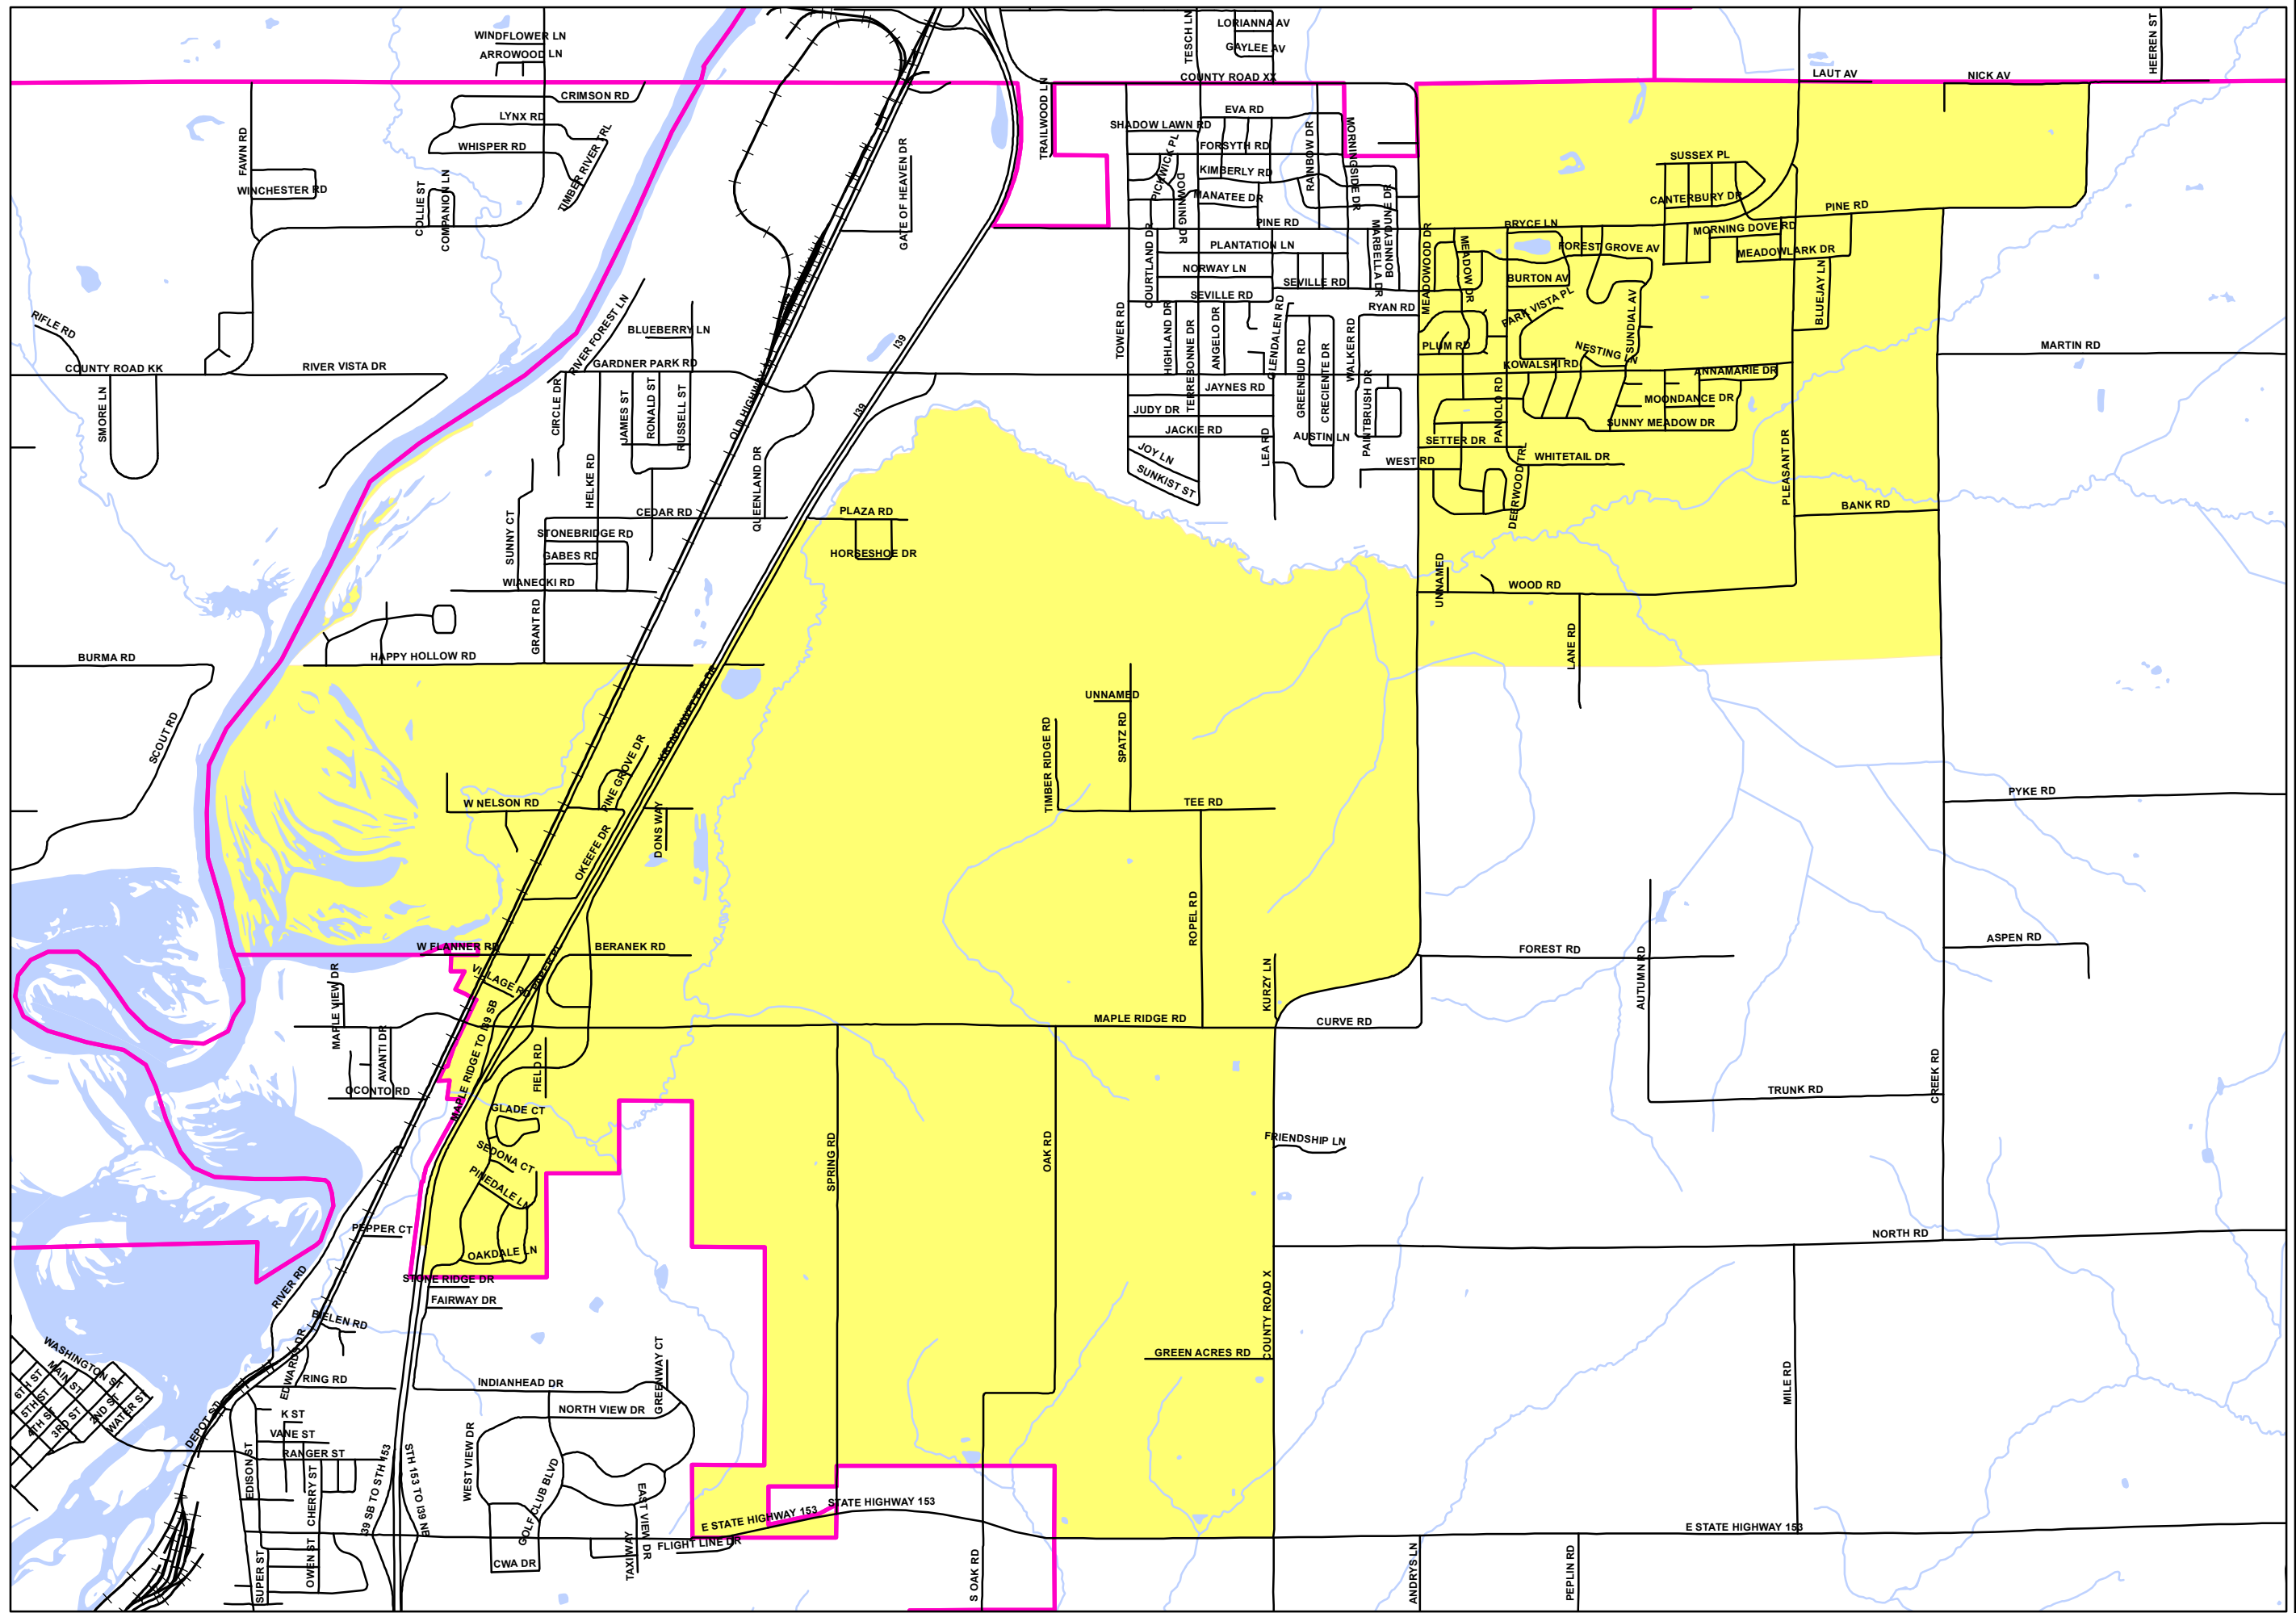 WINDFLOWER LN
ARROWOOD LN
TESCH LN
LORIANNA AV
GAYLEE AV
HEEREN ST
COUNTY ROAD XX
LAUT AV
NICK AV
CRIMSON RD
LYNX RD
WHISPER RD
FAWN RD
WINCHESTER RD
COLLIE ST
COMPANION LN
TIMBER RIVER TRL
GATE OF HEAVEN DR
TRAILWOOD LN
EVA RD
SHADOW LAWN RD
FORSYTH RD
PICKWICK PL
KIMBERLY RD
DOWNING DR
MANATEE DR
RAINBOW DR
MORNINGSIDE DR
BONNEYDUNE DR
MARBELLA DR
PINE RD
PLANTATION LN
COURTLAND DR
NORWAY LN
SEVILLE RD
SEVILLE RD
SUSSEX PL
CANTERBURY DR
PINE RD
BRYCE LN
MORNING DOVE RD
FOREST GROVE AV
MEADOWLARK DR
MEADOWOOD DR
MEADOW DR
BURTON AV
PARK VISTA PL
SUNDIAL AV
BLUEJAY LN
RIFLE RD
RIVER FOREST LN
BLUEBERRY LN
I39
TOWER RD
HIGHLAND DR
TERREBONNE DR
ANGELO DR
GLENDALEN RD
RYAN RD
PLUM RD
NESTING LN
MARTIN RD
COUNTY ROAD KK
RIVER VISTA DR
GARDNER PARK RD
KOWALSKI RD
ANNAMARIE DR
SMORE LN
CIRCLE DR
JAMES ST
RONALD ST
RUSSELL ST
I39
JAYNES RD
JUDY DR
JACKIE RD
GREENBUD RD
CRECIENTE DR
WALKER RD
PAINTBRUSH DR
AUSTIN LN
LEA RD
MOONDANCE DR
SUNNY MEADOW DR
PANOLO RD
SETTER DR
WEST RD
WHITETAIL DR
DEERWOOD TRL
PLEASANT DR
JOY LN
SUNKIST ST
HELKE RD
QUEENLAND DR
CEDAR RD
PLAZA RD
HORSESHOE DR
BANK RD
SUNNY CT
STONEBRIDGE RD
GABES RD
WIANECKI RD
UNNAMED
WOOD RD
GRANT RD
LANE RD
BURMA RD
HAPPY HOLLOW RD
KRONENWETTER DR
UNNAMED
SCOUT RD
TIMBER RIDGE RD
SPATZ RD
PINE GROVE DR
W NELSON RD
TEE RD
PYKE RD
DONS WAY
OKEEFE DR
ROPEL RD
W FLANNER RD
BERANEK RD
FOREST RD
ASPEN RD
VILLAGE RD
MAPLE VIEW DR
KURZY LN
AUTUMN RD
MAPLE RIDGE TO I39 SB
MAPLE RIDGE RD
CURVE RD
AVANTI DR
FIELD RD
OCONTO RD
TRUNK RD
CREEK RD
GLADE CT
FRIENDSHIP LN
SEDONA CT
PINEDALE LN
SPRING RD
OAK RD
PEPPER CT
OAKDALE LN
NORTH RD
STONE RIDGE DR
RIVER RD
FAIRWAY DR
BIELEN RD
COUNTY ROAD X
GREEN ACRES RD
EDWARDS DR
RING RD
GREENWAY CT
INDIANHEAD DR
NORTH VIEW DR
MILE RD
WASHINGTON ST
MAIN ST
6TH ST
5TH ST
4TH ST
3RD ST
2ND ST
WATER ST
DEPOT ST
K ST
VANE ST
RANGER ST
WEST VIEW DR
EDISON ST
CHERRY ST
I39 SB TO STH 153
STH 153 TO I39 NB
GOLF CLUB BLVD
EAST VIEW DR
STATE HIGHWAY 153
E STATE HIGHWAY 153
E STATE HIGHWAY 153
FLIGHT LINE DR
CWA DR
TAXIWAY
SUPER ST
OWEN ST
S OAK RD
ANDRYS LN
PEPLIN RD